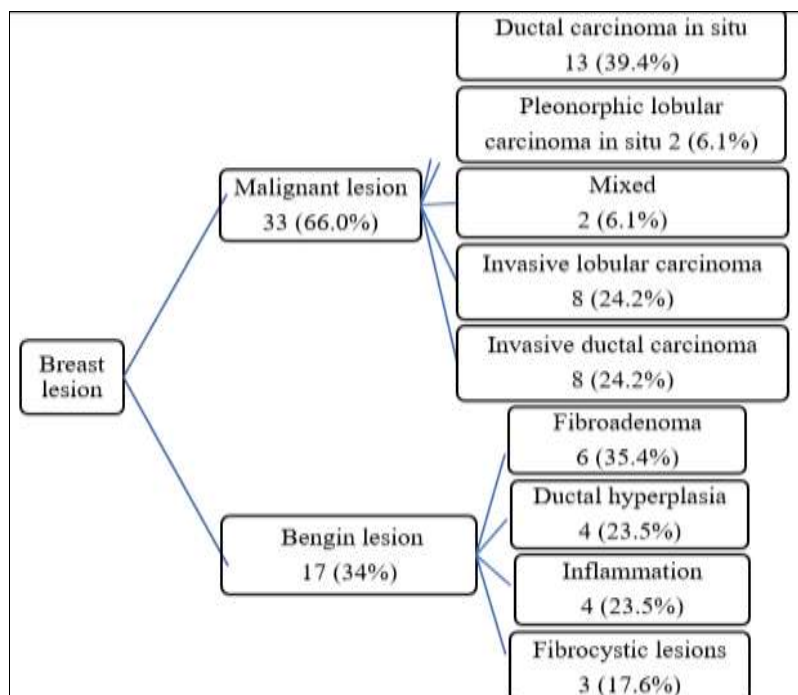 Ductal carcinoma in situ
13 (39.4%)
Pleonorphic lobular
carcinoma in situ 2 (6.1%)
Malignant lesion
33 (66.0%)
Mixed
2 (6.1%)
Invasive lobular carcinoma
8 (24.2%)
Invasive ductal carcinoma
8 (24.2%)
Breast
lesion
Fibroadenoma
6 (35.4%)
Ductal hyperplasia
4 (23.5%)
Bengin lesion
17 (34%)
Inflammation
4 (23.5%)
Fibrocystic lesions
3 (17.6%)